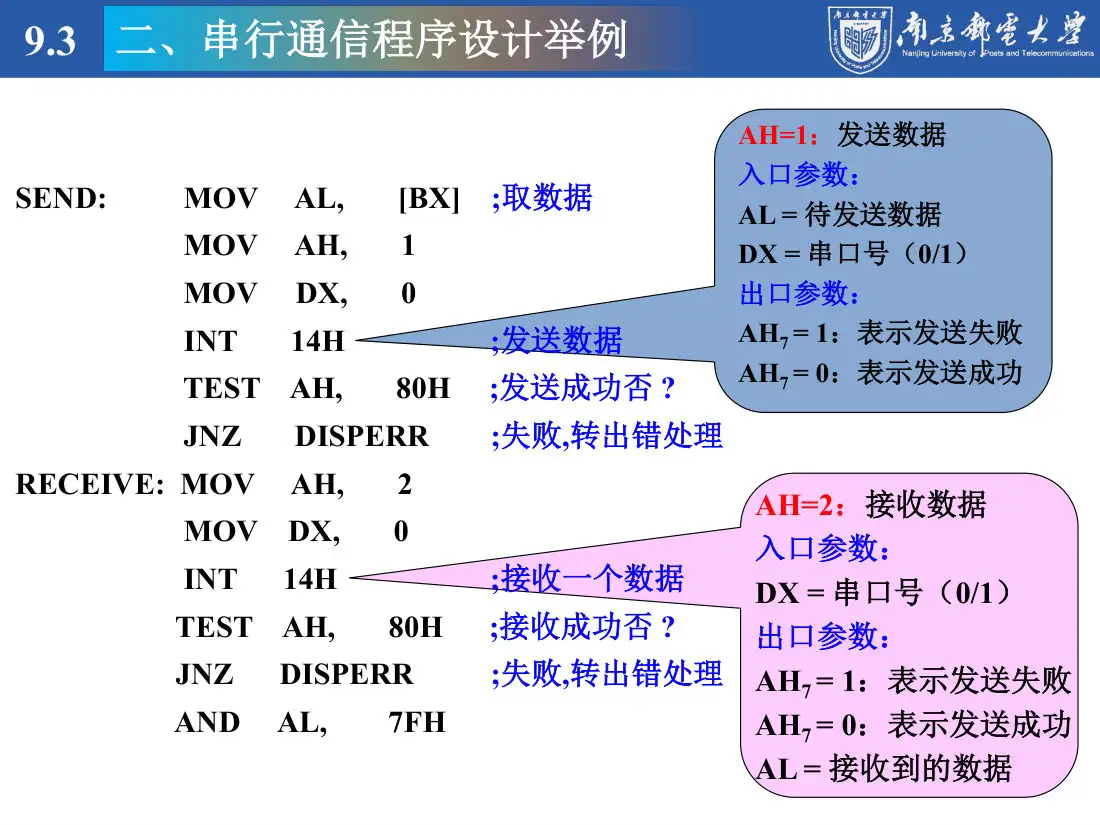 9.3 二、串行通信程序设计举例
南京邮电大学
Nanjing University of Posts and Telecommunications
SEND: MOV AL, [BX] ;取数据
MOV AH, 1
MOV DX, 0
INT 14H ;发送数据
TEST AH, 80H ;发送成功否？
JNZ DISPERR ;失败,转出错处理
RECEIVE: MOV AH, 2
MOV DX, 0
INT 14H ;接收一个数据
TEST AH, 80H ;接收成功否？
JNZ DISPERR ;失败,转出错处理
AND AL, 7FH
AH=1：发送数据
入口参数：
AL = 待发送数据
DX = 串口号（0/1）
出口参数：
AH7 = 1：表示发送失败
AH7 = 0：表示发送成功
AH=2：接收数据
入口参数：
DX = 串口号（0/1）
出口参数：
AH7 = 1：表示发送失败
AH7 = 0：表示发送成功
AL = 接收到的数据